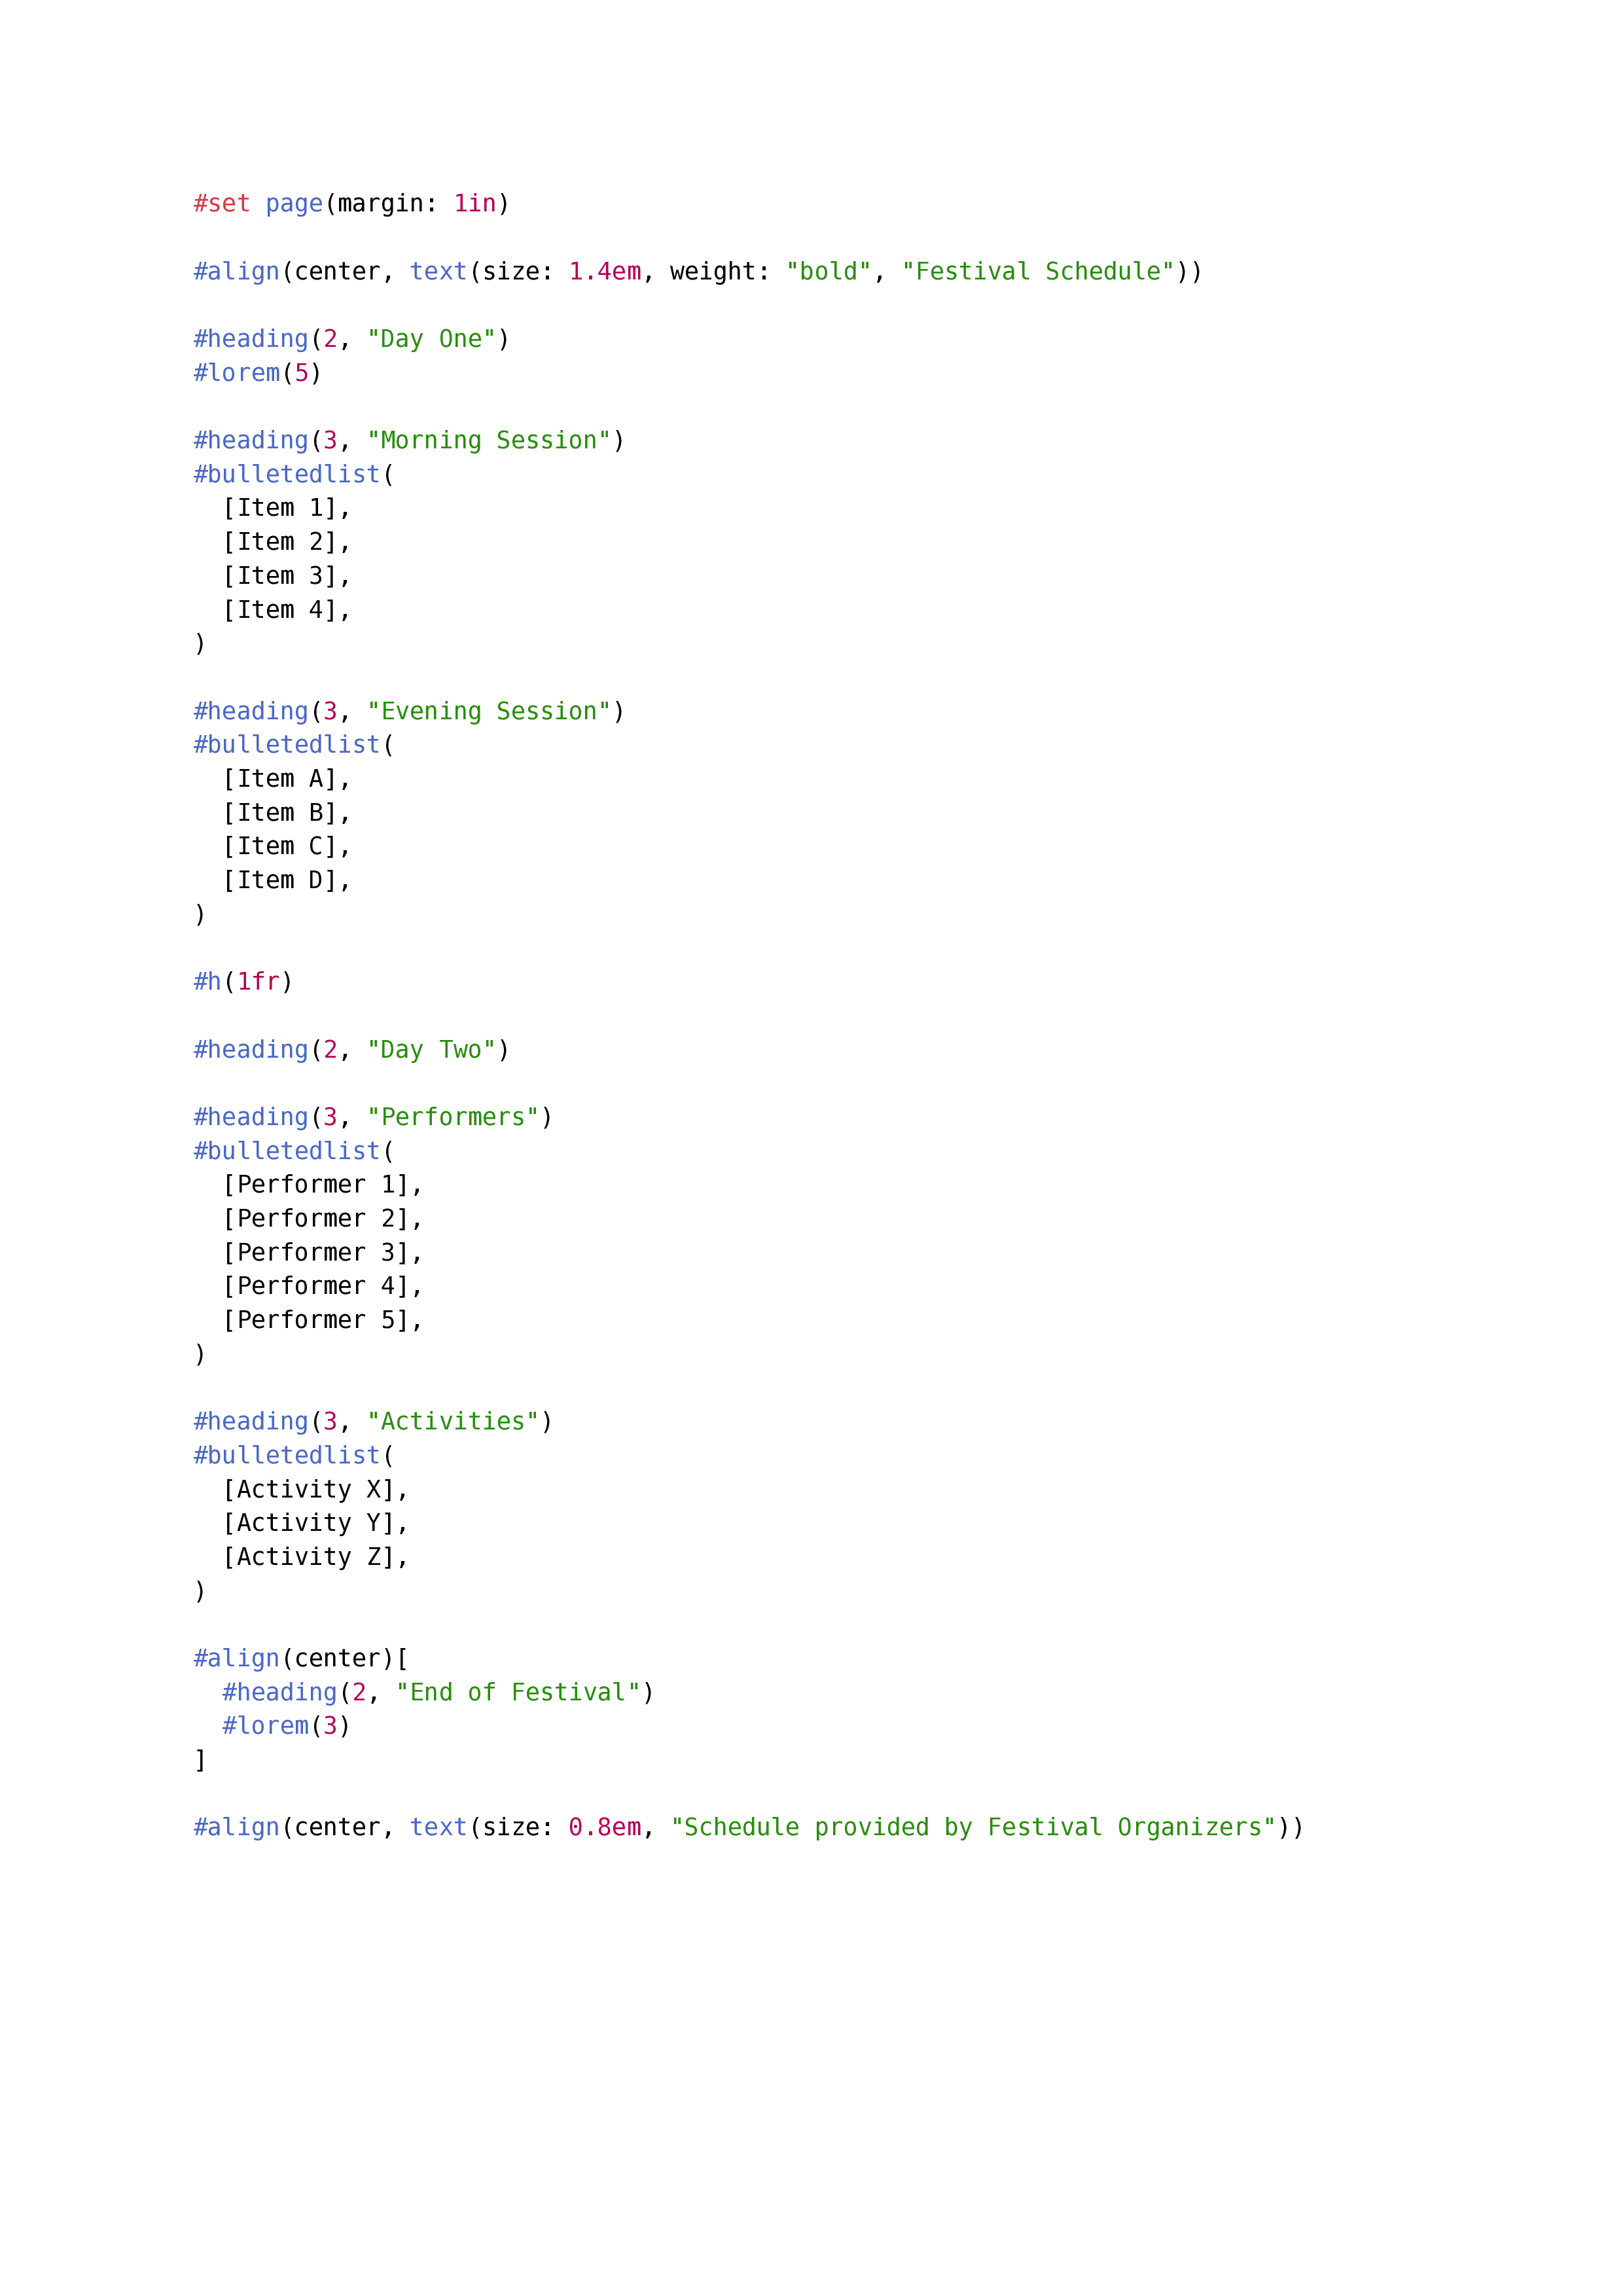 #set page(margin: 1in)

#align(center, text(size: 1.4em, weight: "bold", "Festival Schedule"))

#heading(2, "Day One")
#lorem(5)

#heading(3, "Morning Session")
#bulletedlist(
  [Item 1],
  [Item 2],
  [Item 3],
  [Item 4],
)

#heading(3, "Evening Session")
#bulletedlist(
  [Item A],
  [Item B],
  [Item C],
  [Item D],
)

#h(1fr)

#heading(2, "Day Two")

#heading(3, "Performers")
#bulletedlist(
  [Performer 1],
  [Performer 2],
  [Performer 3],
  [Performer 4],
  [Performer 5],
)

#heading(3, "Activities")
#bulletedlist(
  [Activity X],
  [Activity Y],
  [Activity Z],
)

#align(center)[
  #heading(2, "End of Festival")
  #lorem(3)
]

#align(center, text(size: 0.8em, "Schedule provided by Festival Organizers"))